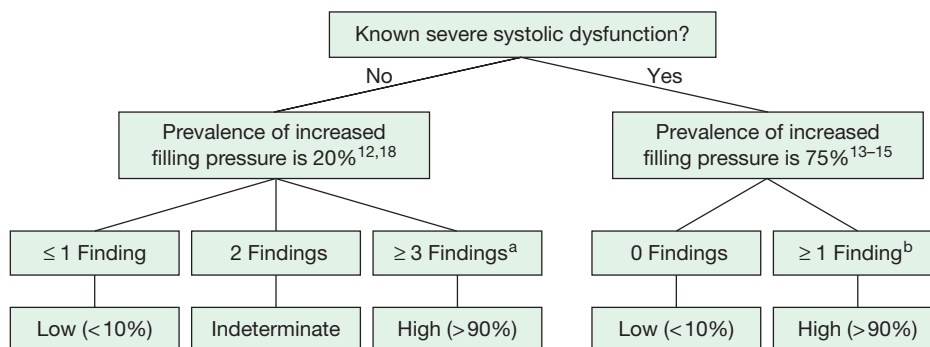 Known severe systolic dysfunction?
No
Yes
Prevalence of increased
filling pressure is 20%12,18
Prevalence of increased
filling pressure is 75%13–15
≤ 1 Finding
2 Findings
≥ 3 Findingsa
0 Findings
≥ 1 Findingb
Low (<10%)
Indeterminate
High (>90%)
Low (<10%)
High (>90%)